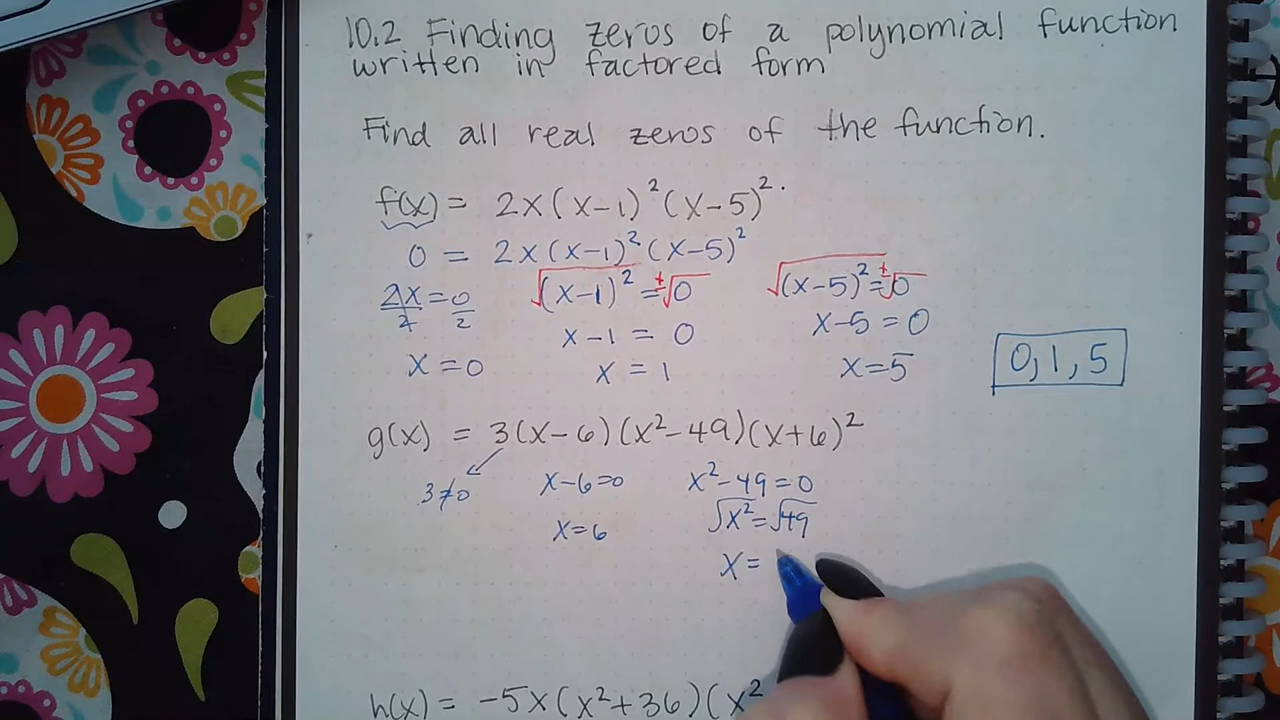 10.2 Finding zeros of a polynomial function
written in factored form
Find all real zeros of the function.
f(x) = 2x(x-1)²(x-5)².
0 = 2x(x-1)²(x-5)²
2x/2 = 0/2 √(x-1)² = ±√0 √(x-5)² = ±√0
x-1 = 0 x-5 = 0
x = 0 x = 1 x = 5 0, 1, 5
g(x) = 3(x-6)(x²-49)(x+6)²
3≠0 x-6=0 x²-49=0
x=6 √x² = √49
x =
h(x) = -5x(x²+36)(x²